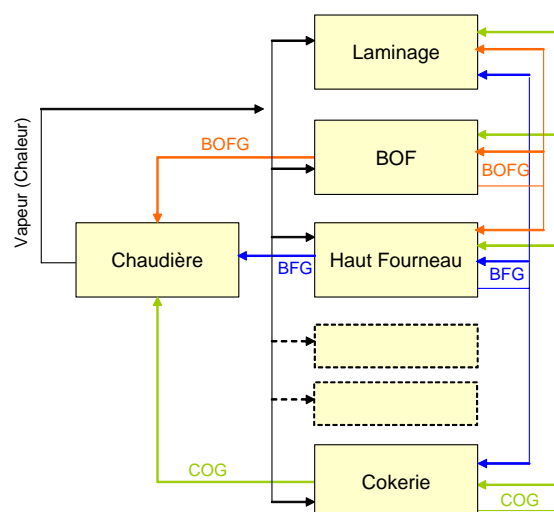 Laminage
Vapeur (Chaleur)
BOFG
BOF
BOFG
Chaudière
BFG
Haut Fourneau
BFG
COG
Cokerie
COG